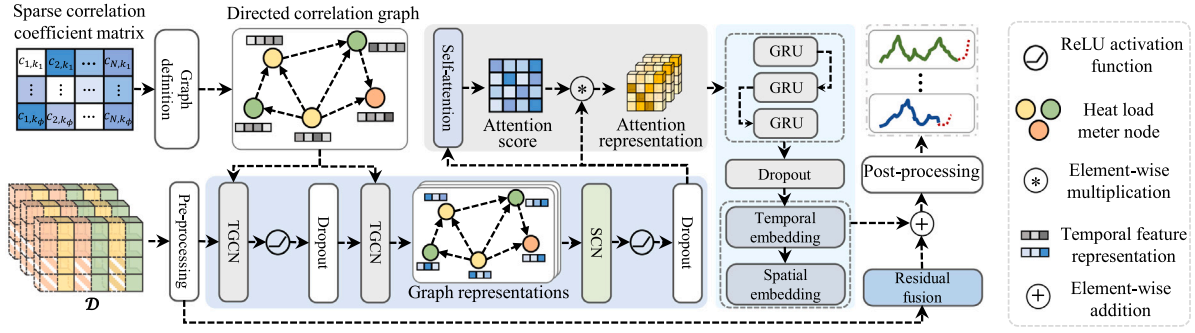 Sparse correlation
coefficient matrix
C1,k1 C2,k1 ... CN,k1
C1,kϕ C2,kϕ ... CN,kϕ
Graph
definition
Directed correlation graph
Self-attention
Attention
score
*
Attention
representation
GRU
GRU
GRU
Dropout
Temporal
embedding
Spatial
embedding
Post-processing
+
Residual
fusion
𝒟
Pre-processing
TGCN
Dropout
TGCN
Graph representations
SCN
Dropout
ReLU activation
function
Heat load
meter node
*
Element-wise
multiplication
Temporal feature
representation
+
Element-wise
addition